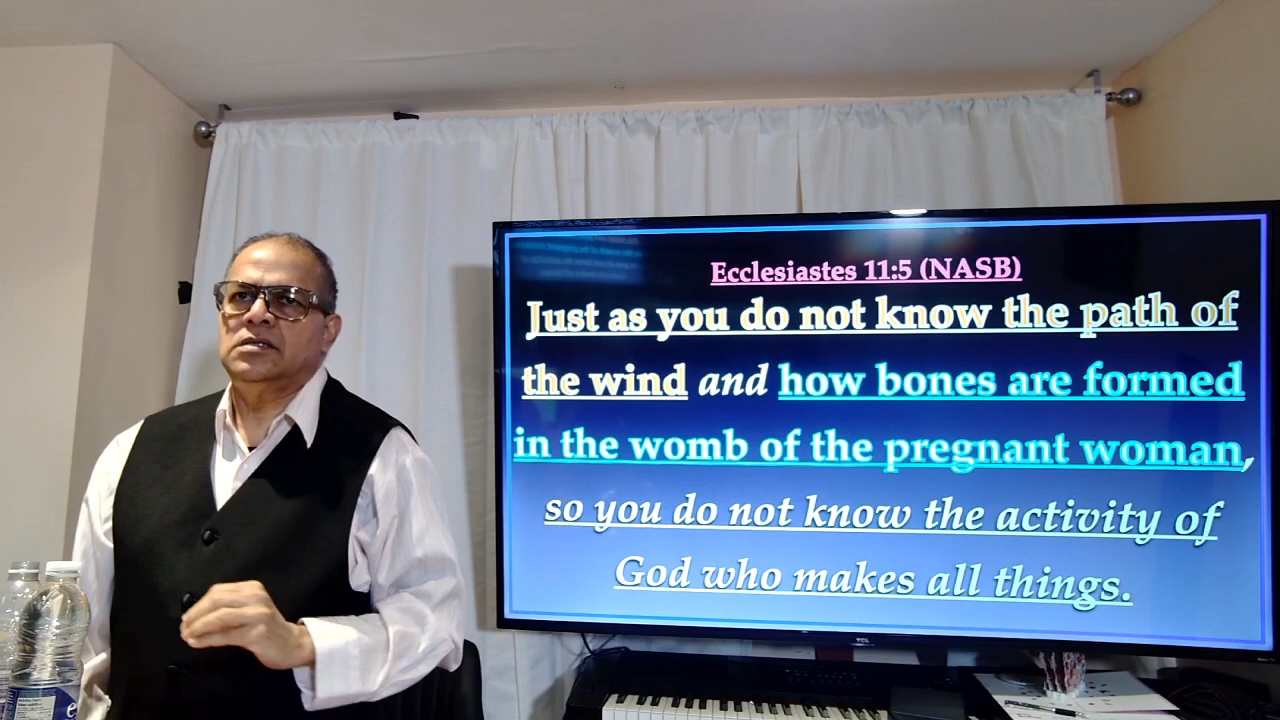 Ecclesiastes 11:5 (NASB)
Just as you do not know the path of
the wind and how bones are formed
in the womb of the pregnant woman,
so you do not know the activity of
God who makes all things.
TCL
e